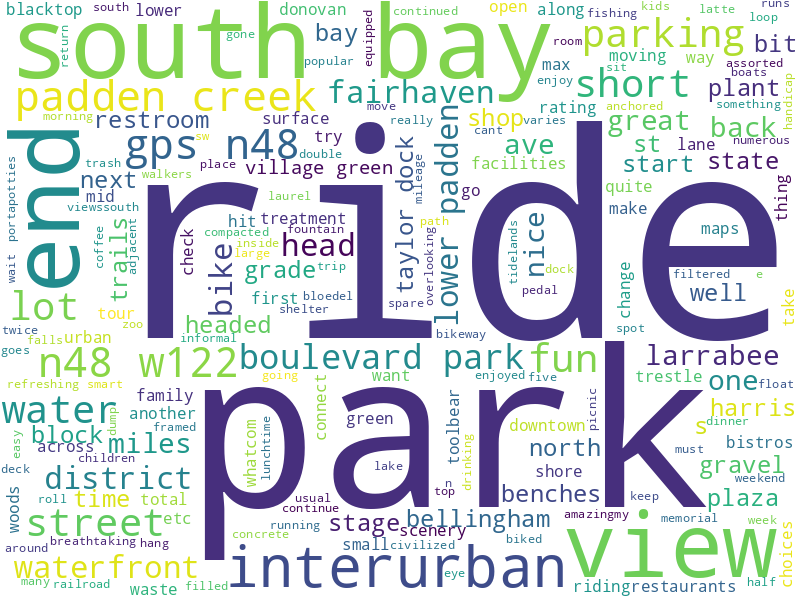 blacktop south lower donovan continued along fishing kids latte runs
south bay
return gone popular bay equipped room open way loop
parking bit
padden creek fairhaven max moving sit assorted
enjoy short plant boats something
morning restroom surface move rating anchored great back handicap
end gps n48 sw try really shop varies ave st lane numerous
trash place double village green cant facilities start state
portapotties wait next walkers mid viewssouth laurel taylor dock mileage lower padden go quite thing
coffee adjacent trails check bike hit treatment path nice make maps
compacted fountain inside head large overlooking tidelands dock change filtered e
lot grade trip first bloedel spare inside pedal well take
tour zoo headed shelter informal bikeway spot
ride
twice falls urban
goes n48 w122 boulevard park fun larrabee
refreshing smart going want enjoyed five trestle one float
water family another framed dump connect green toolbear downtown picnic s harris dinner
easy block miles whatcom lunchtime drinking north must bistros
across children lake shore gravel weekend
deck district n top benches keep plaza
woods roll time total usual continue
park
street etc running stage scenery bellingham amazingmy memorial week choices
around breathtaking hang concrete small civilized biked view
waterfront eye interurban half
many railroad waste filled riding restaurants